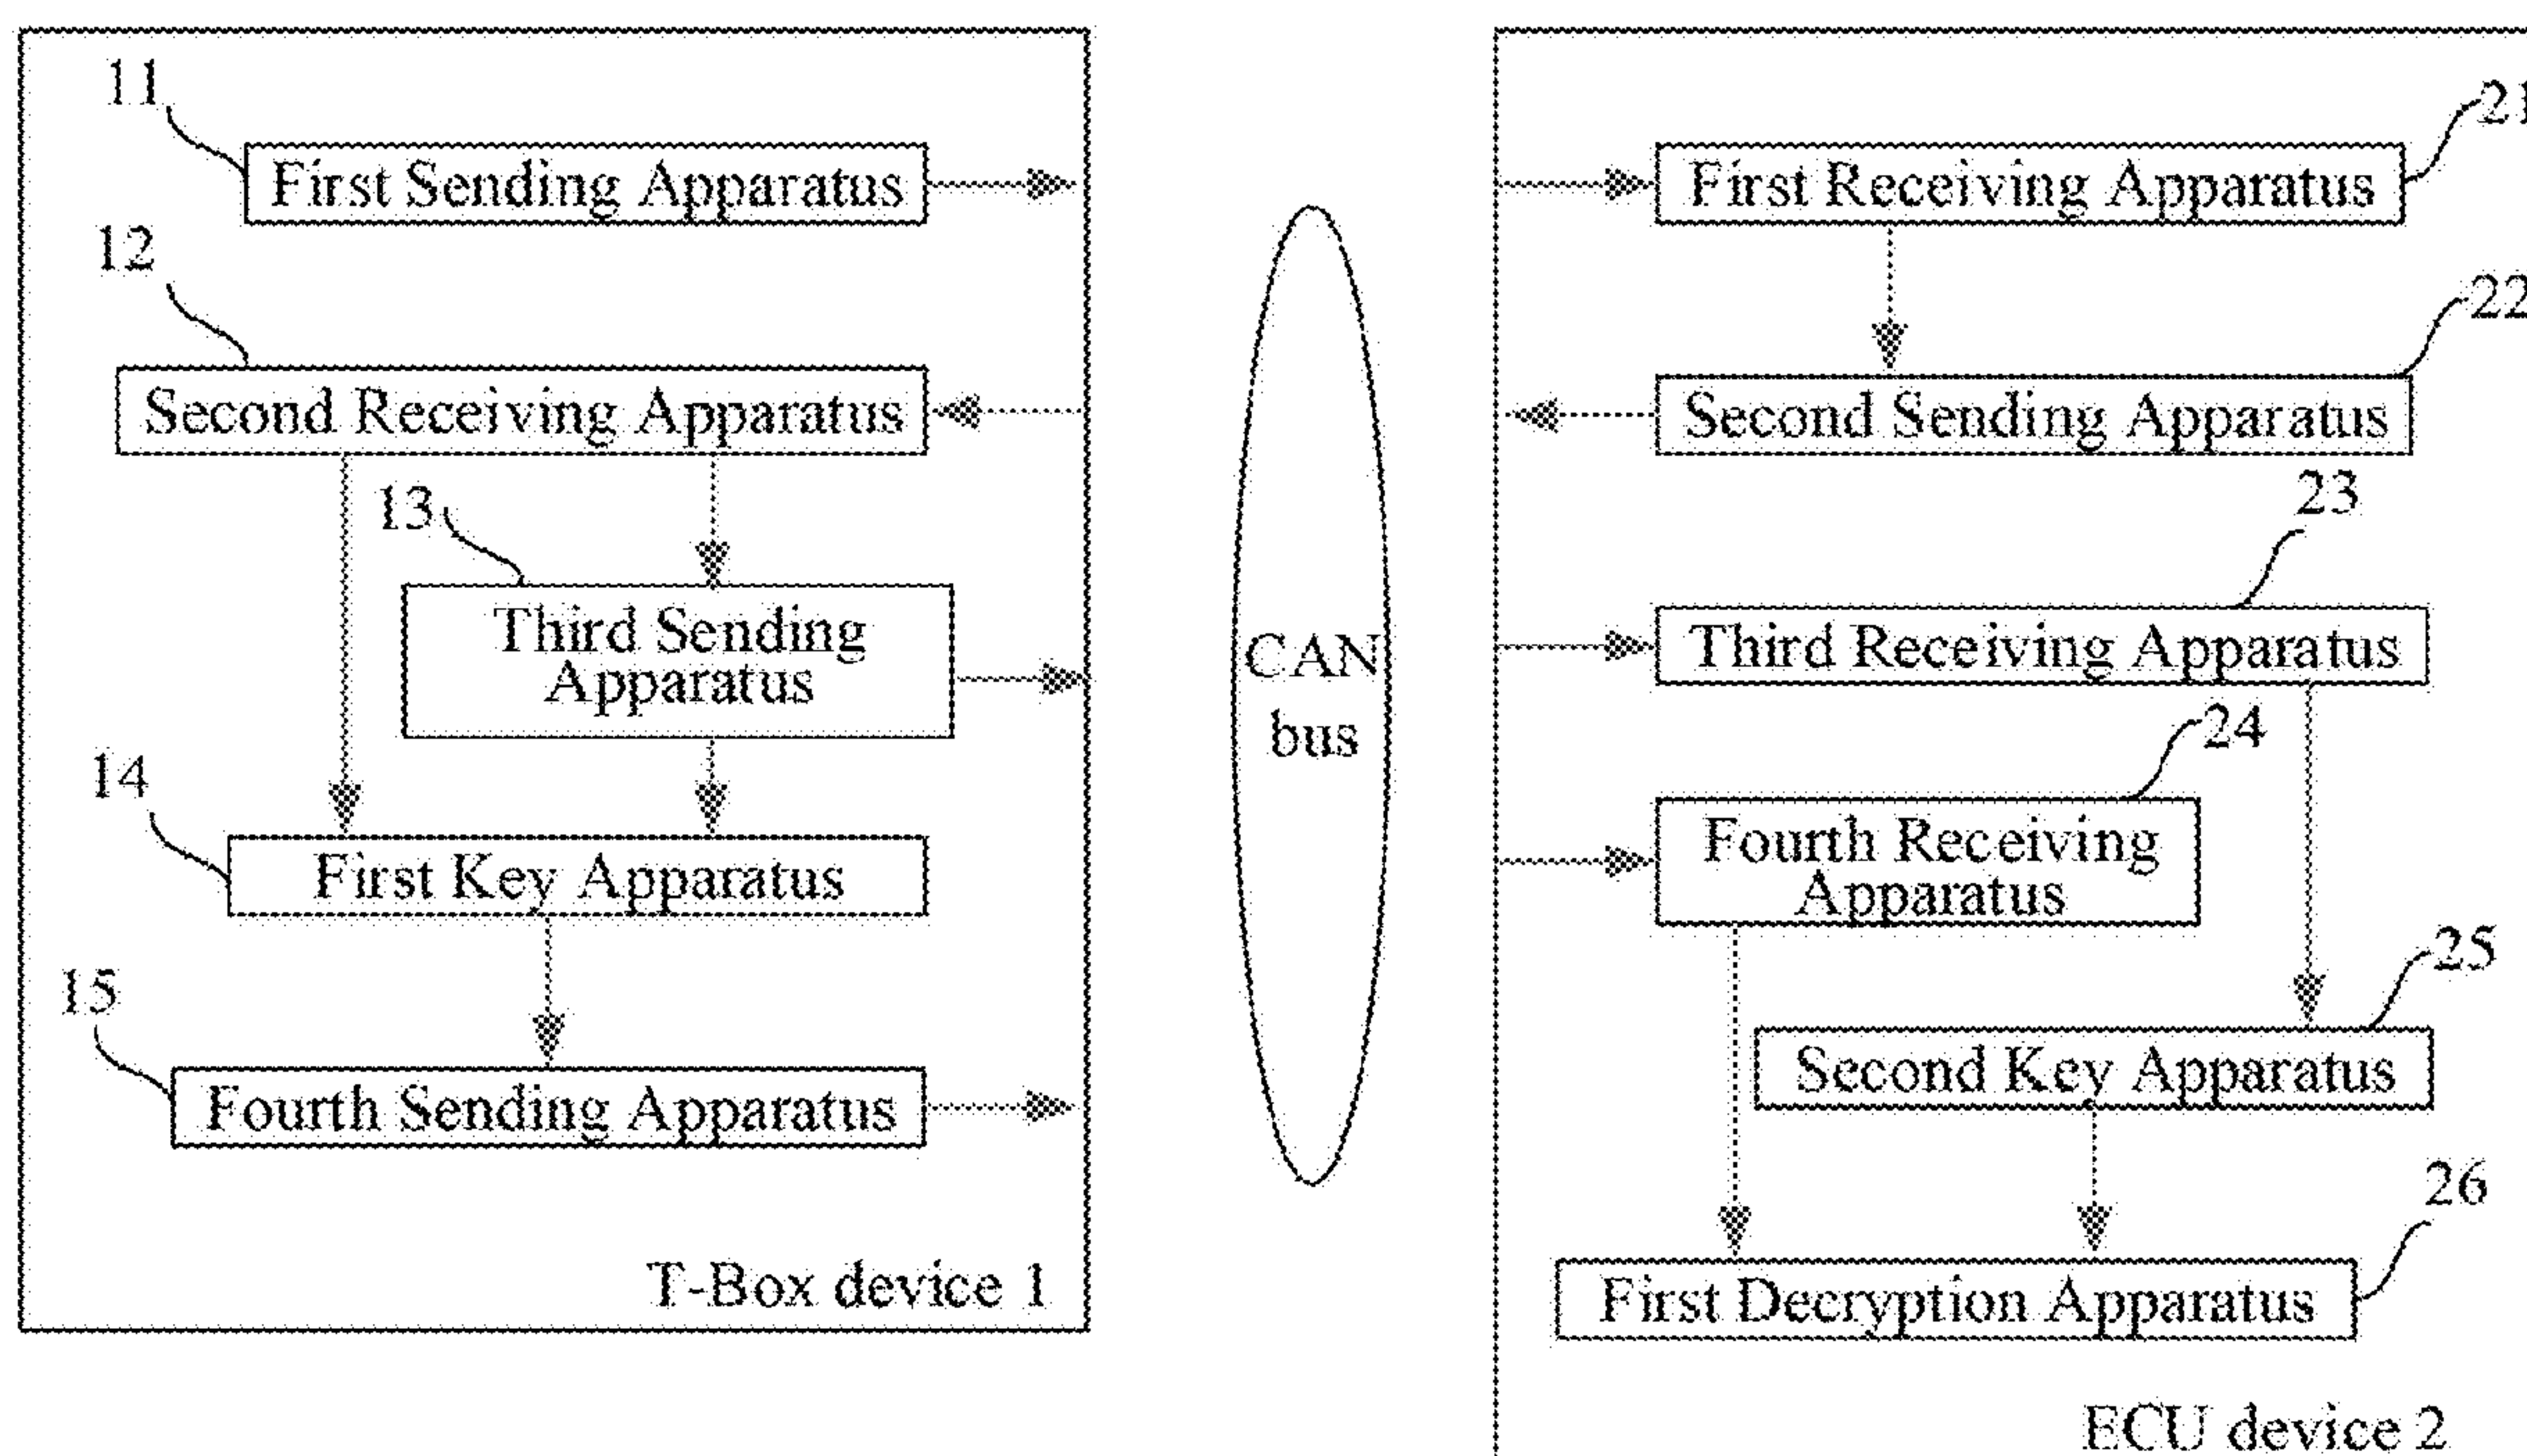 11
First Sending Apparatus
12
Second Receiving Apparatus
13
Third Sending
Apparatus
14
First Key Apparatus
15
Fourth Sending Apparatus
T-Box device 1
CAN
bus
21
First Receiving Apparatus
22
Second Sending Apparatus
23
Third Receiving Apparatus
24
Fourth Receiving
Apparatus
25
Second Key Apparatus
26
First Decryption Apparatus
ECU device 2